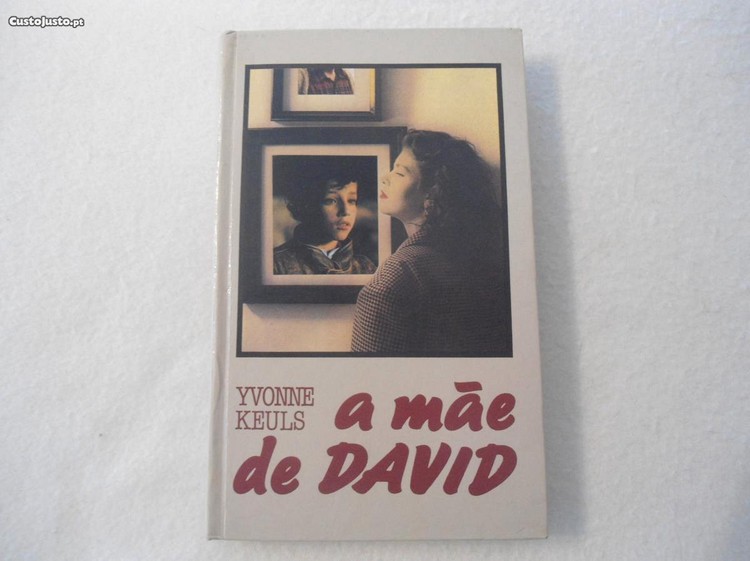 CustoJusto.pt
YVONNE
KEULS
a mãe
de DAVID